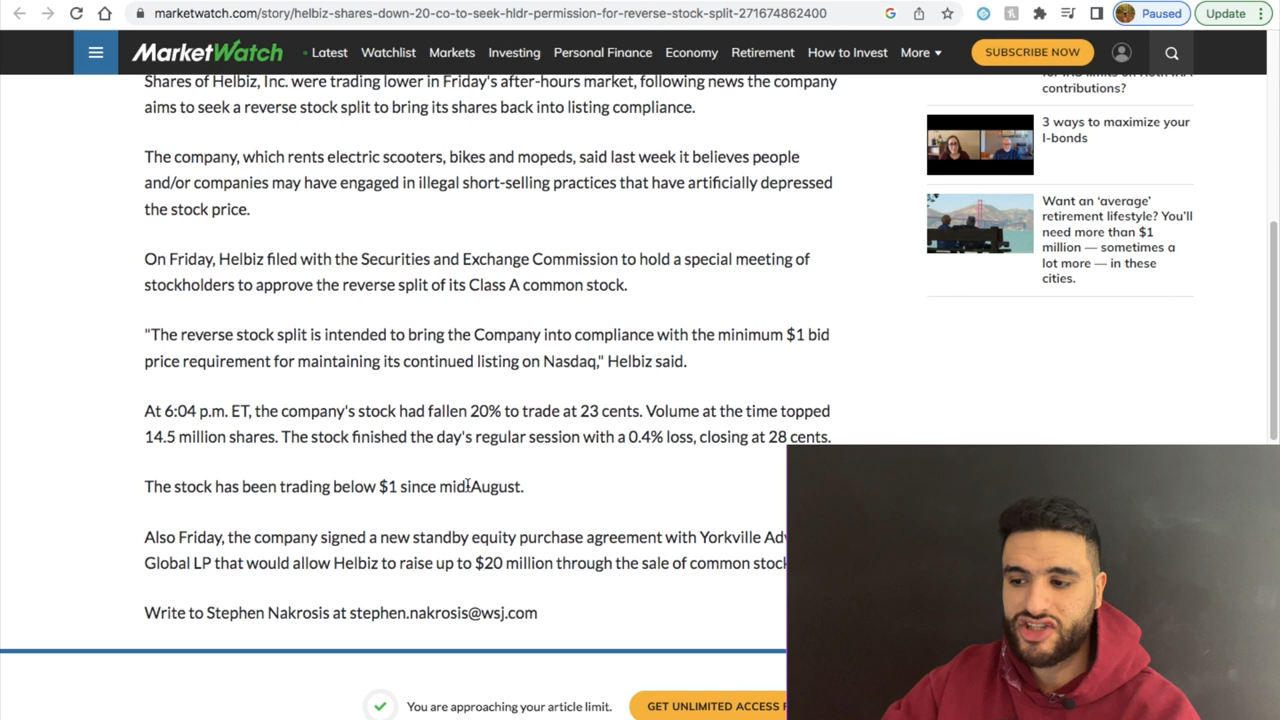 marketwatch.com/story/helbiz-shares-down-20-co-to-seek-hldr-permission-for-reverse-stock-split-271674862400
Paused
Update
MarketWatch
Latest
Watchlist
Markets
Investing
Personal Finance
Economy
Retirement
How to Invest
More
SUBSCRIBE NOW
Shares of Helbiz, Inc. were trading lower in Friday's after-hours market, following news the company
aims to seek a reverse stock split to bring its shares back into listing compliance.
The company, which rents electric scooters, bikes and mopeds, said last week it believes people
and/or companies may have engaged in illegal short-selling practices that have artificially depressed
the stock price.
On Friday, Helbiz filed with the Securities and Exchange Commission to hold a special meeting of
stockholders to approve the reverse split of its Class A common stock.
"The reverse stock split is intended to bring the Company into compliance with the minimum $1 bid
price requirement for maintaining its continued listing on Nasdaq," Helbiz said.
At 6:04 p.m. ET, the company's stock had fallen 20% to trade at 23 cents. Volume at the time topped
14.5 million shares. The stock finished the day's regular session with a 0.4% loss, closing at 28 cents.
The stock has been trading below $1 since mid-August.
Also Friday, the company signed a new standby equity purchase agreement with Yorkville Adv
Global LP that would allow Helbiz to raise up to $20 million through the sale of common stock
Write to Stephen Nakrosis at stephen.nakrosis@wsj.com
You are approaching your article limit.
GET UNLIMITED ACCESS
contributions?
3 ways to maximize your
I-bonds
Want an ‘average’
retirement lifestyle? You’ll
need more than $1
million — sometimes a
lot more — in these
cities.